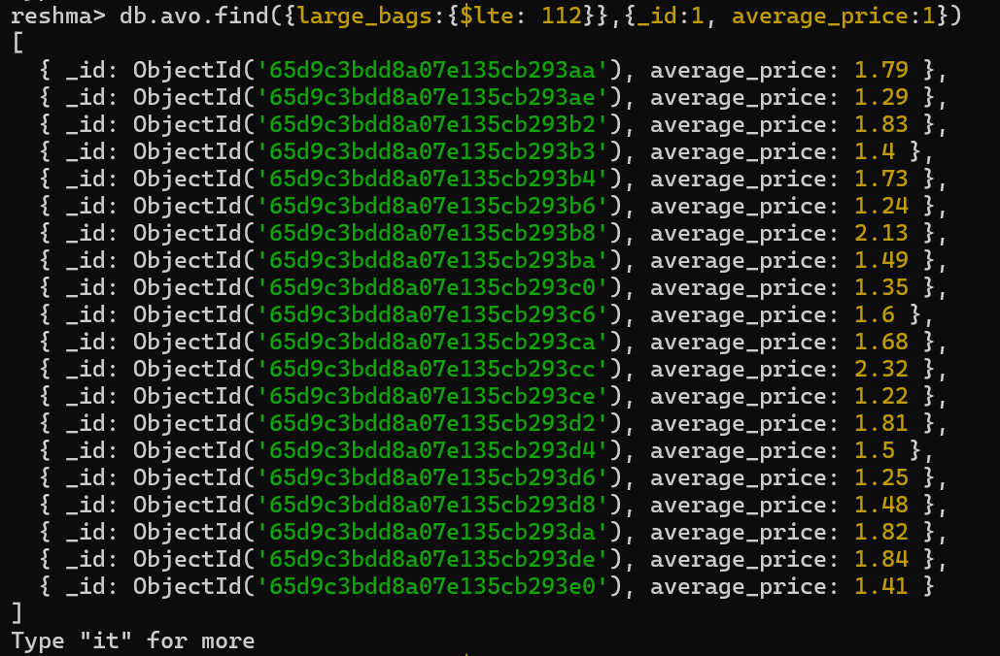 reshma> db.avo.find({large_bags:{$lte: 112}},{_id:1, average_price:1})
[
  { _id: ObjectId('65d9c3bdd8a07e135cb293aa'), average_price: 1.79 },
  { _id: ObjectId('65d9c3bdd8a07e135cb293ae'), average_price: 1.29 },
  { _id: ObjectId('65d9c3bdd8a07e135cb293b2'), average_price: 1.83 },
  { _id: ObjectId('65d9c3bdd8a07e135cb293b3'), average_price: 1.4 },
  { _id: ObjectId('65d9c3bdd8a07e135cb293b4'), average_price: 1.73 },
  { _id: ObjectId('65d9c3bdd8a07e135cb293b6'), average_price: 1.24 },
  { _id: ObjectId('65d9c3bdd8a07e135cb293b8'), average_price: 2.13 },
  { _id: ObjectId('65d9c3bdd8a07e135cb293ba'), average_price: 1.49 },
  { _id: ObjectId('65d9c3bdd8a07e135cb293c0'), average_price: 1.35 },
  { _id: ObjectId('65d9c3bdd8a07e135cb293c6'), average_price: 1.6 },
  { _id: ObjectId('65d9c3bdd8a07e135cb293ca'), average_price: 1.68 },
  { _id: ObjectId('65d9c3bdd8a07e135cb293cc'), average_price: 2.32 },
  { _id: ObjectId('65d9c3bdd8a07e135cb293ce'), average_price: 1.22 },
  { _id: ObjectId('65d9c3bdd8a07e135cb293d2'), average_price: 1.81 },
  { _id: ObjectId('65d9c3bdd8a07e135cb293d4'), average_price: 1.5 },
  { _id: ObjectId('65d9c3bdd8a07e135cb293d6'), average_price: 1.25 },
  { _id: ObjectId('65d9c3bdd8a07e135cb293d8'), average_price: 1.48 },
  { _id: ObjectId('65d9c3bdd8a07e135cb293da'), average_price: 1.82 },
  { _id: ObjectId('65d9c3bdd8a07e135cb293de'), average_price: 1.84 },
  { _id: ObjectId('65d9c3bdd8a07e135cb293e0'), average_price: 1.41 }
]
Type "it" for more